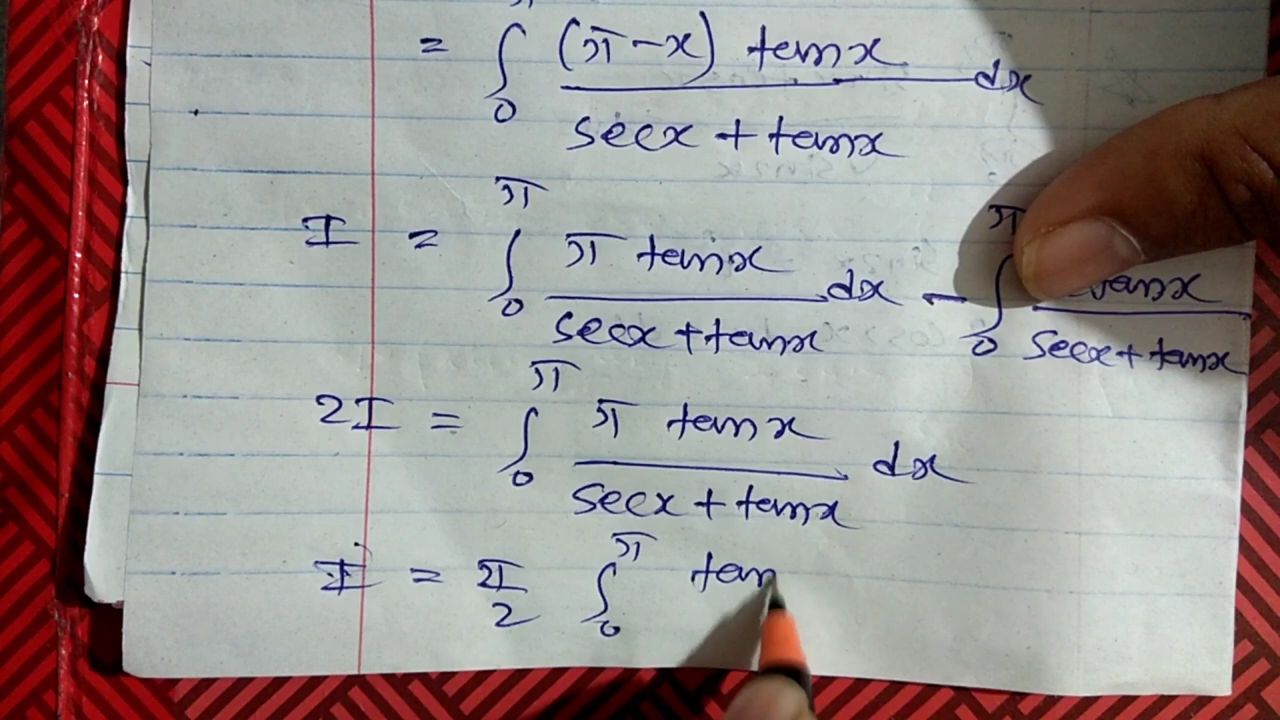 = ∫₀^π (π-x) tanx / secx + tanx dx
I = ∫₀^π π tanx / secx + tanx dx - ∫₀^π tanx / secx + tanx
2I = ∫₀^π π tanx / secx + tanx dx
I = π/2 ∫₀^π tan